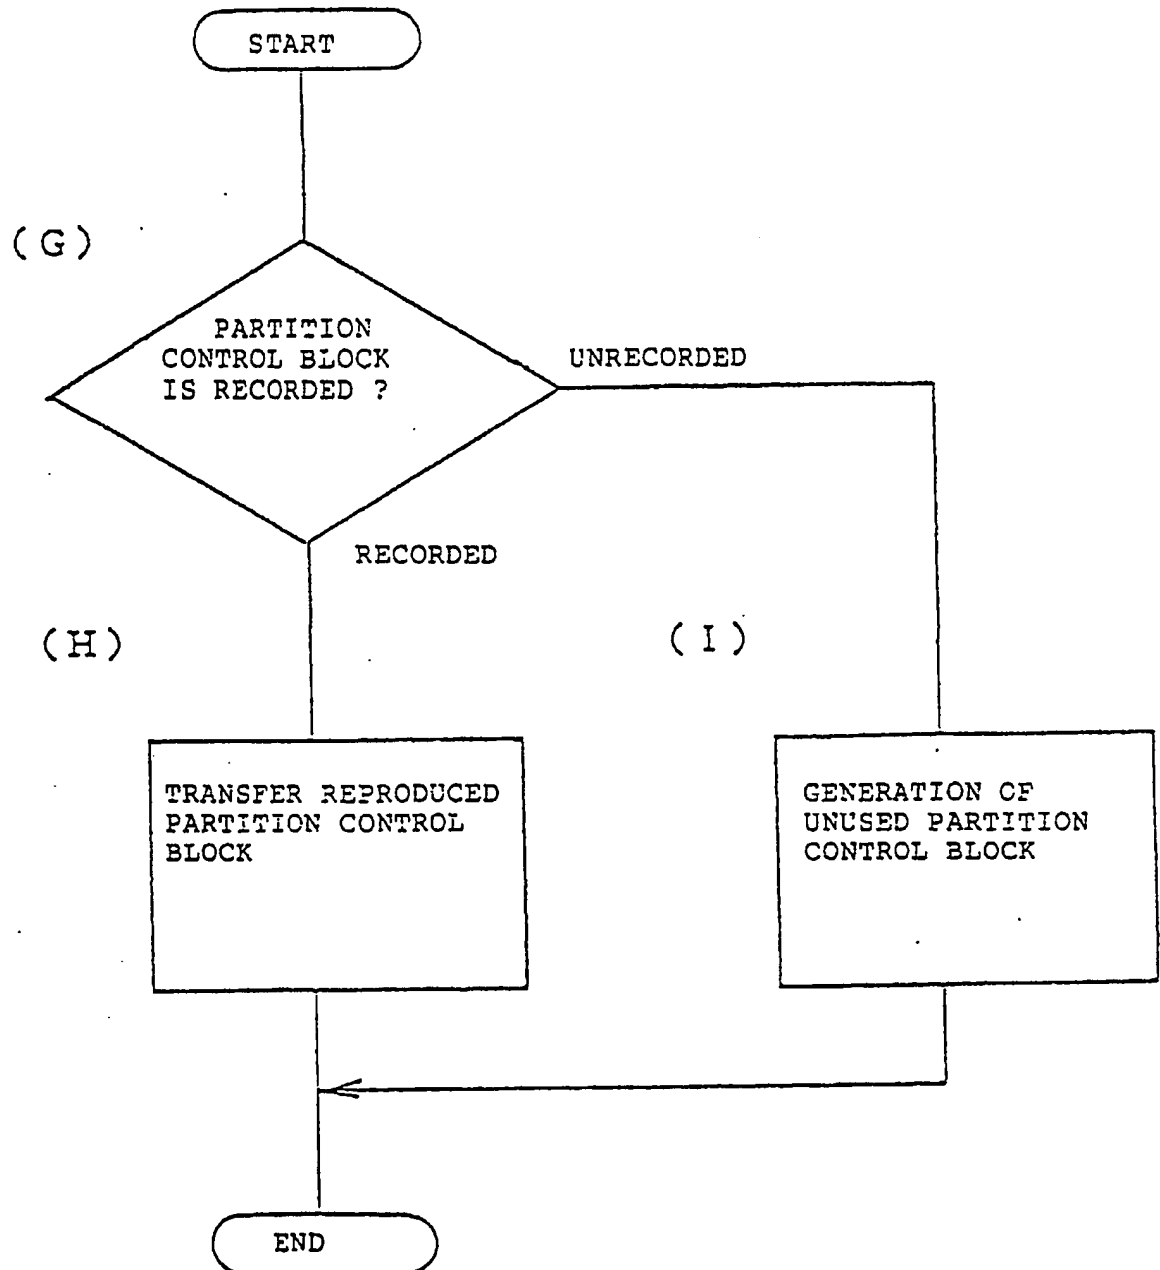 START
(G)
PARTITION
CONTROL BLOCK
IS RECORDED ?
UNRECORDED
RECORDED
(H)
(I)
TRANSFER REPRODUCED
PARTITION CONTROL
BLOCK
GENERATION OF
UNUSED PARTITION
CONTROL BLOCK
END